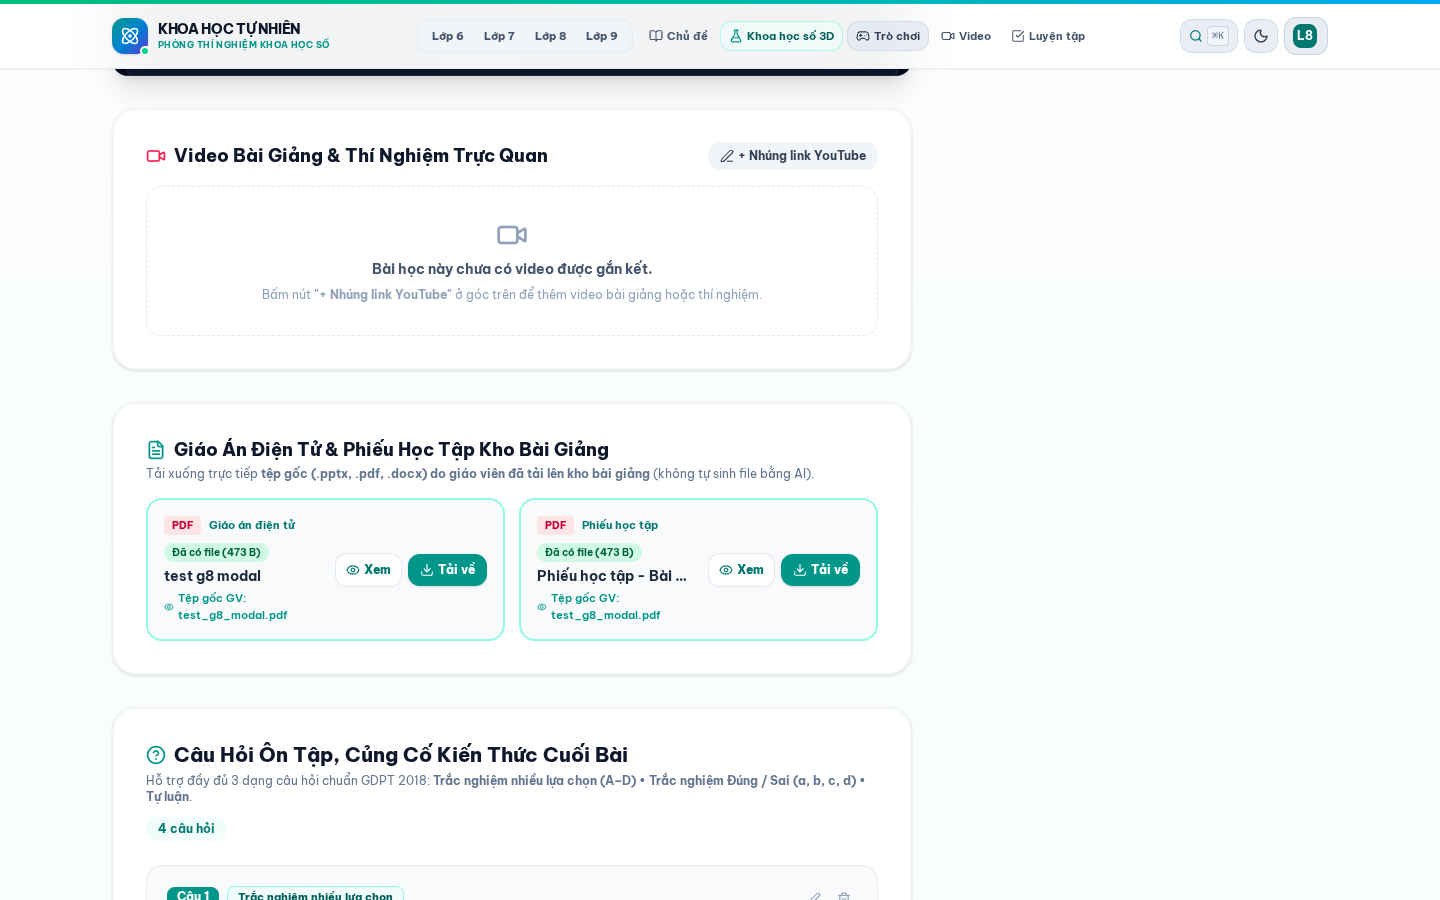 KHOA HỌC TỰ NHIÊN
PHÒNG THÍ NGHIỆM KHOA HỌC SỐ
Lớp 6
Lớp 7
Lớp 8
Lớp 9
Chủ đề
Khoa học số 3D
Trò chơi
Video
Luyện tập
⌘K
L8
Video Bài Giảng & Thí Nghiệm Trực Quan
+ Nhúng link YouTube
Bài học này chưa có video được gắn kết.
Bấm nút "+ Nhúng link YouTube" ở góc trên để thêm video bài giảng hoặc thí nghiệm.
Giáo Án Điện Tử & Phiếu Học Tập Kho Bài Giảng
Tải xuống trực tiếp tệp gốc (.pptx, .pdf, .docx) do giáo viên đã tải lên kho bài giảng (không tự sinh file bằng AI).
PDF Giáo án điện tử
Đã có file (473 B)
test g8 modal
Tệp gốc GV:
test_g8_modal.pdf
Xem
Tải về
PDF Phiếu học tập
Đã có file (473 B)
Phiếu học tập - Bài ...
Tệp gốc GV:
test_g8_modal.pdf
Xem
Tải về
Câu Hỏi Ôn Tập, Củng Cố Kiến Thức Cuối Bài
Hỗ trợ đầy đủ 3 dạng câu hỏi chuẩn GDPT 2018: Trắc nghiệm nhiều lựa chọn (A–D) • Trắc nghiệm Đúng / Sai (a, b, c, d) •
Tự luận.
4 câu hỏi
Câu 1
Trắc nghiệm nhiều lựa chọn